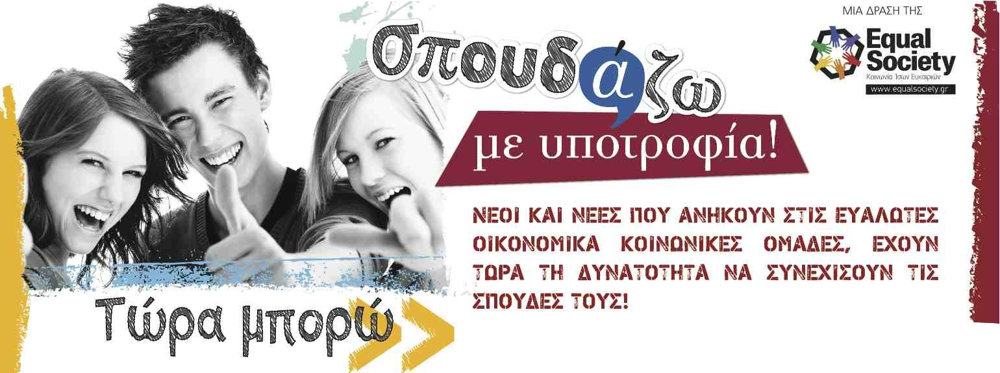 ΜΙΑ ΔΡΑΣΗ ΤΗΣ
Equal
Society
Κοινωνία Ίσων Ευκαιριών
www.equalsociety.gr
σπουδάζω
με υποτροφία!
ΝΕΟΙ ΚΑΙ ΝΕΕΣ ΠΟΥ ΑΝΗΚΟΥΝ ΣΤΙΣ ΕΥΑΛΩΤΕΣ
ΟΙΚΟΝΟΜΙΚΑ ΚΟΙΝΩΝΙΚΕΣ ΟΜΑΔΕΣ, ΕΧΟΥΝ
ΤΩΡΑ ΤΗ ΔΥΝΑΤΟΤΗΤΑ ΝΑ ΣΥΝΕΧΙΣΟΥΝ ΤΙΣ
ΣΠΟΥΔΕΣ ΤΟΥΣ!
Τώρα μπορώ